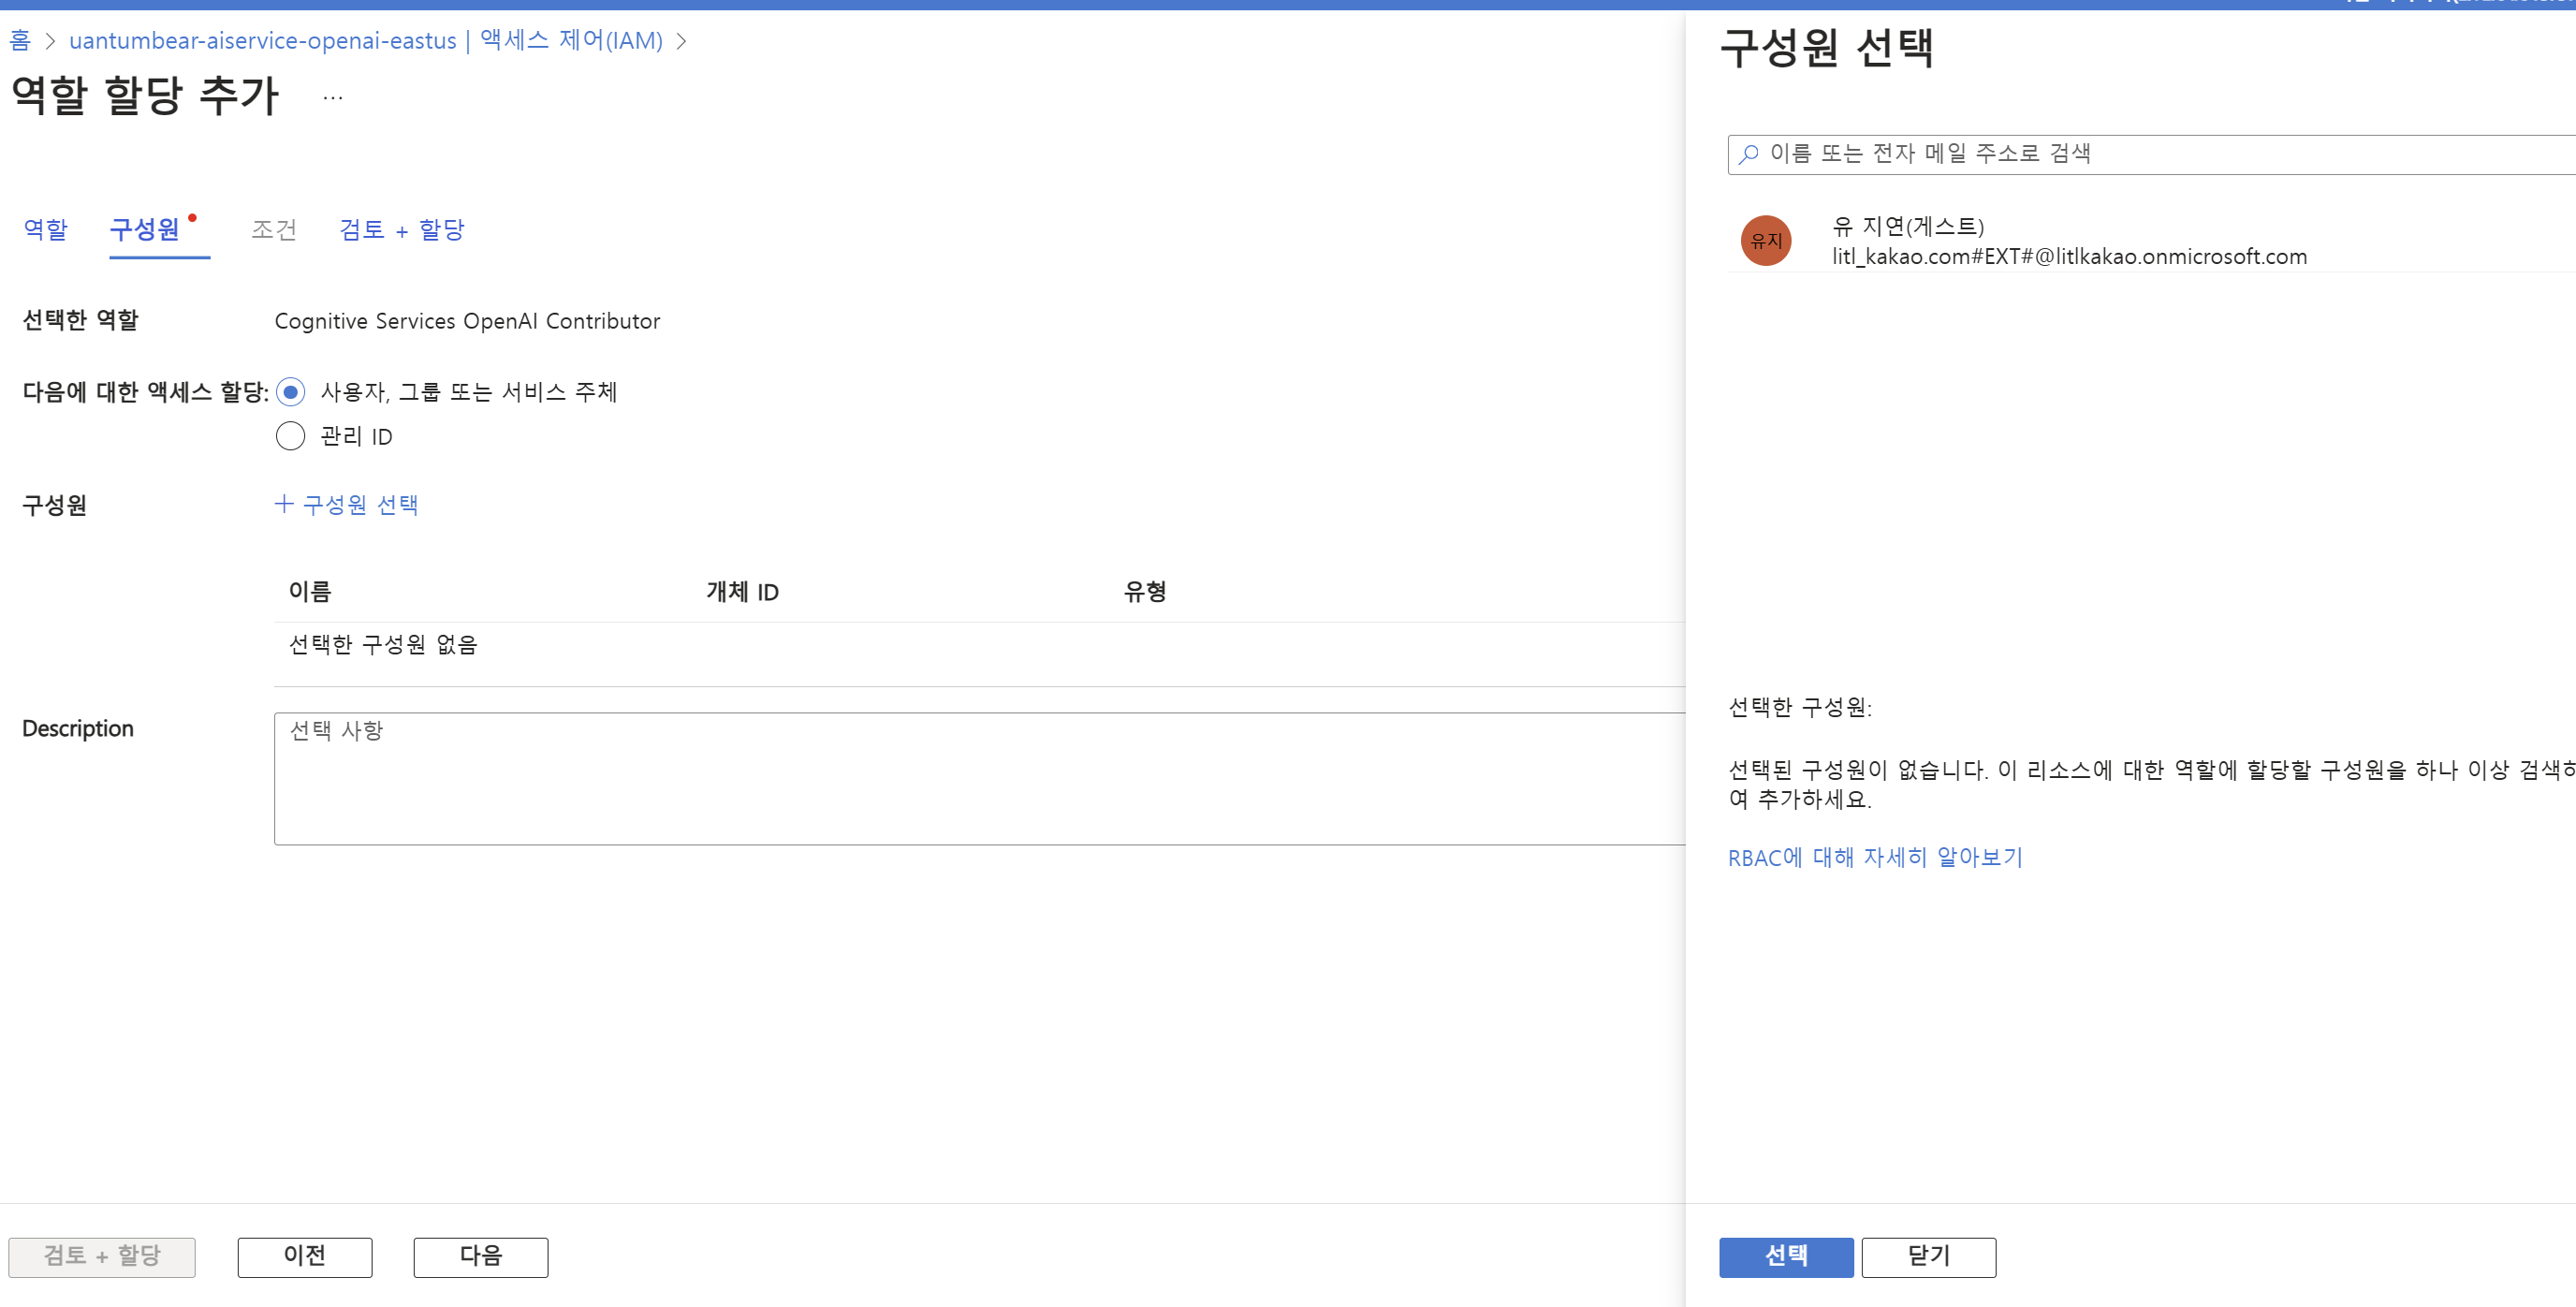 홈 > uantumbear-aiservice-openai-eastus | 액세스 제어(IAM) >
역할 할당 추가 ...
역할 구성원 조건 검토 + 할당
선택한 역할 Cognitive Services OpenAI Contributor
다음에 대한 액세스 할당: 사용자, 그룹 또는 서비스 주체
관리 ID
구성원 + 구성원 선택
이름 개체 ID 유형
선택한 구성원 없음
Description 선택 사항
검토 + 할당 이전 다음
구성원 선택
이름 또는 전자 메일 주소로 검색
유지 유 지연(게스트)
litl_kakao.com#EXT#@litlkakao.onmicrosoft.com
선택한 구성원:
선택된 구성원이 없습니다. 이 리소스에 대한 역할에 할당할 구성원을 하나 이상 검색하
여 추가하세요.
RBAC에 대해 자세히 알아보기
선택 닫기